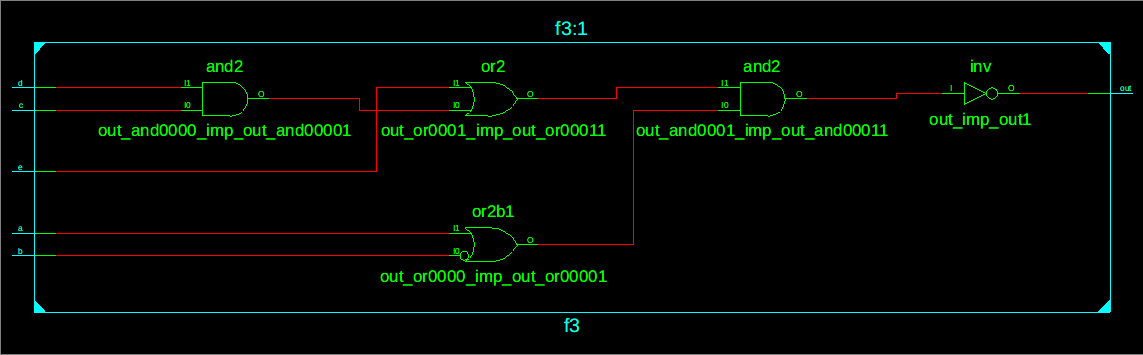 f3:1
and2
or2
and2
inv
d
I1
I1
I1
I
O
out
c
I0
O
I0
O
I0
O
out_and0000_imp_out_and00001
out_or0001_imp_out_or00011
out_and0001_imp_out_and00011
out_imp_out1
e
or2b1
a
I1
O
b
I0
out_or0000_imp_out_or00001
f3